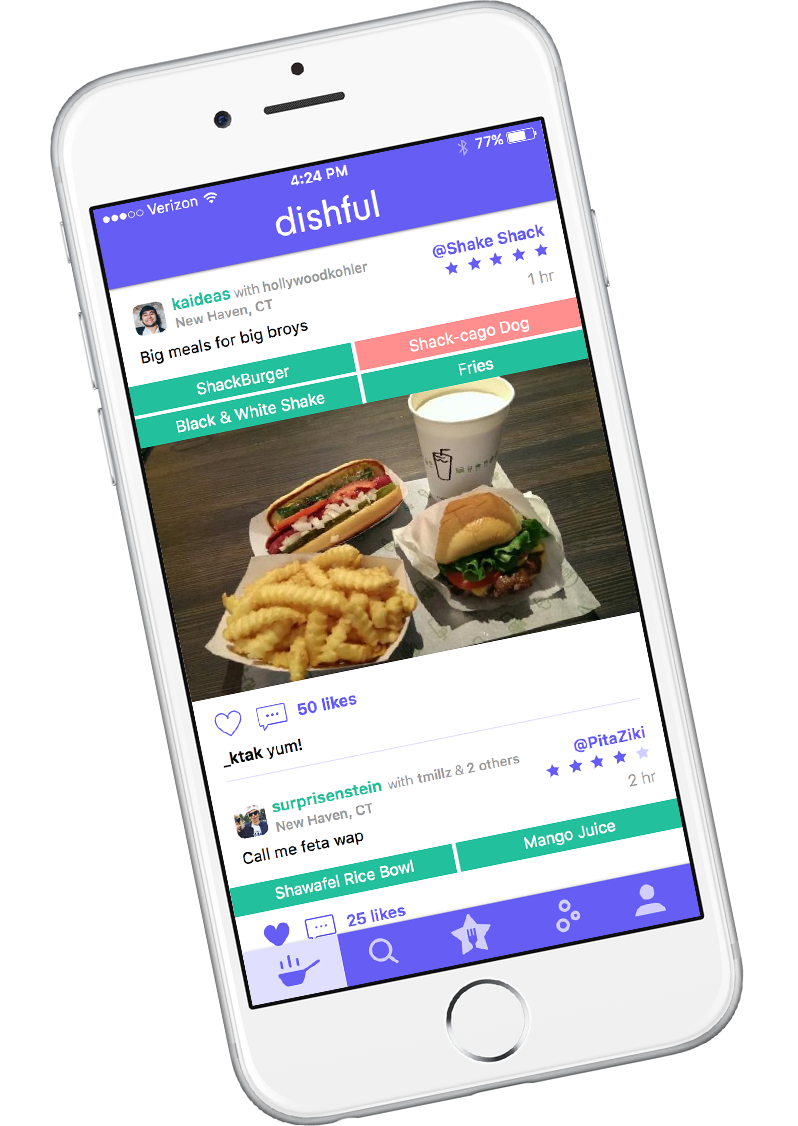 Verizon 4:24 PM 77%
dishful
kaideas with hollywoodkohler @Shake Shack
New Haven, CT 1 hr
Big meals for big broys
ShackBurger Shack-cago Dog
Black & White Shake Fries
50 likes
_ktak yum!
surprisenstein with tmillz & 2 others @PitaZiki
New Haven, CT 2 hr
Call me feta wap
Shawafel Rice Bowl Mango Juice
25 likes